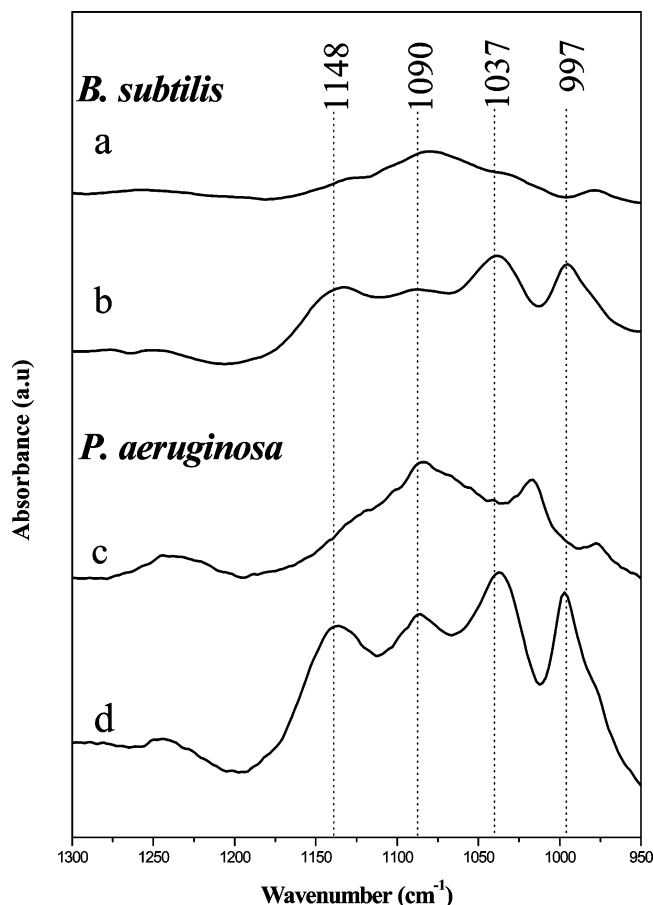 1148 1090 1037 997
B. subtilis
a
b
P. aeruginosa
c
d
Absorbance (a.u)
1300 1250 1200 1150 1100 1050 1000 950
Wavenumber (cm⁻¹)